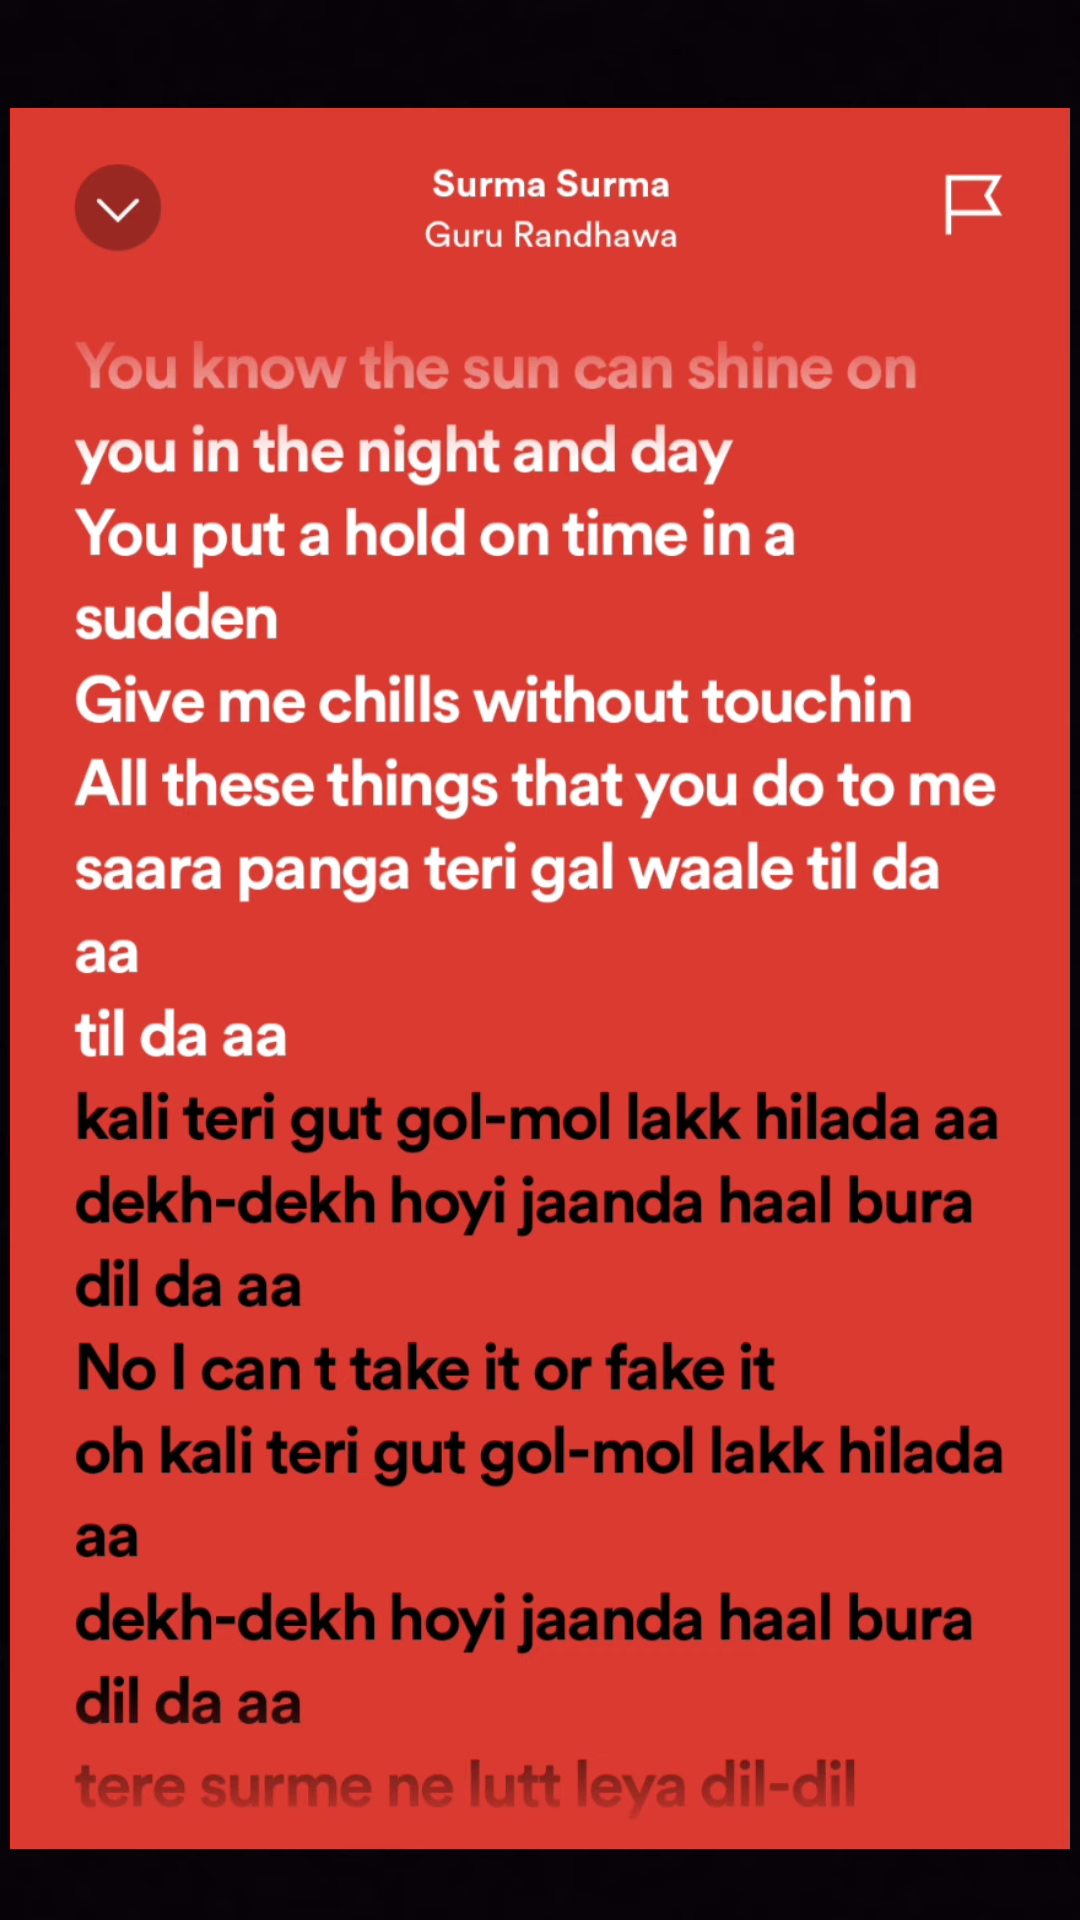 Surma Surma
Guru Randhawa
You know the sun can shine on
you in the night and day
You put a hold on time in a
sudden
Give me chills without touchin
All these things that you do to me
saara panga teri gal waale til da
aa
til da aa
kali teri gut gol-mol lakk hilada aa
dekh-dekh hoyi jaanda haal bura
dil da aa
No I can t take it or fake it
oh kali teri gut gol-mol lakk hilada
aa
dekh-dekh hoyi jaanda haal bura
dil da aa
tere surme ne lutt leya dil-dil